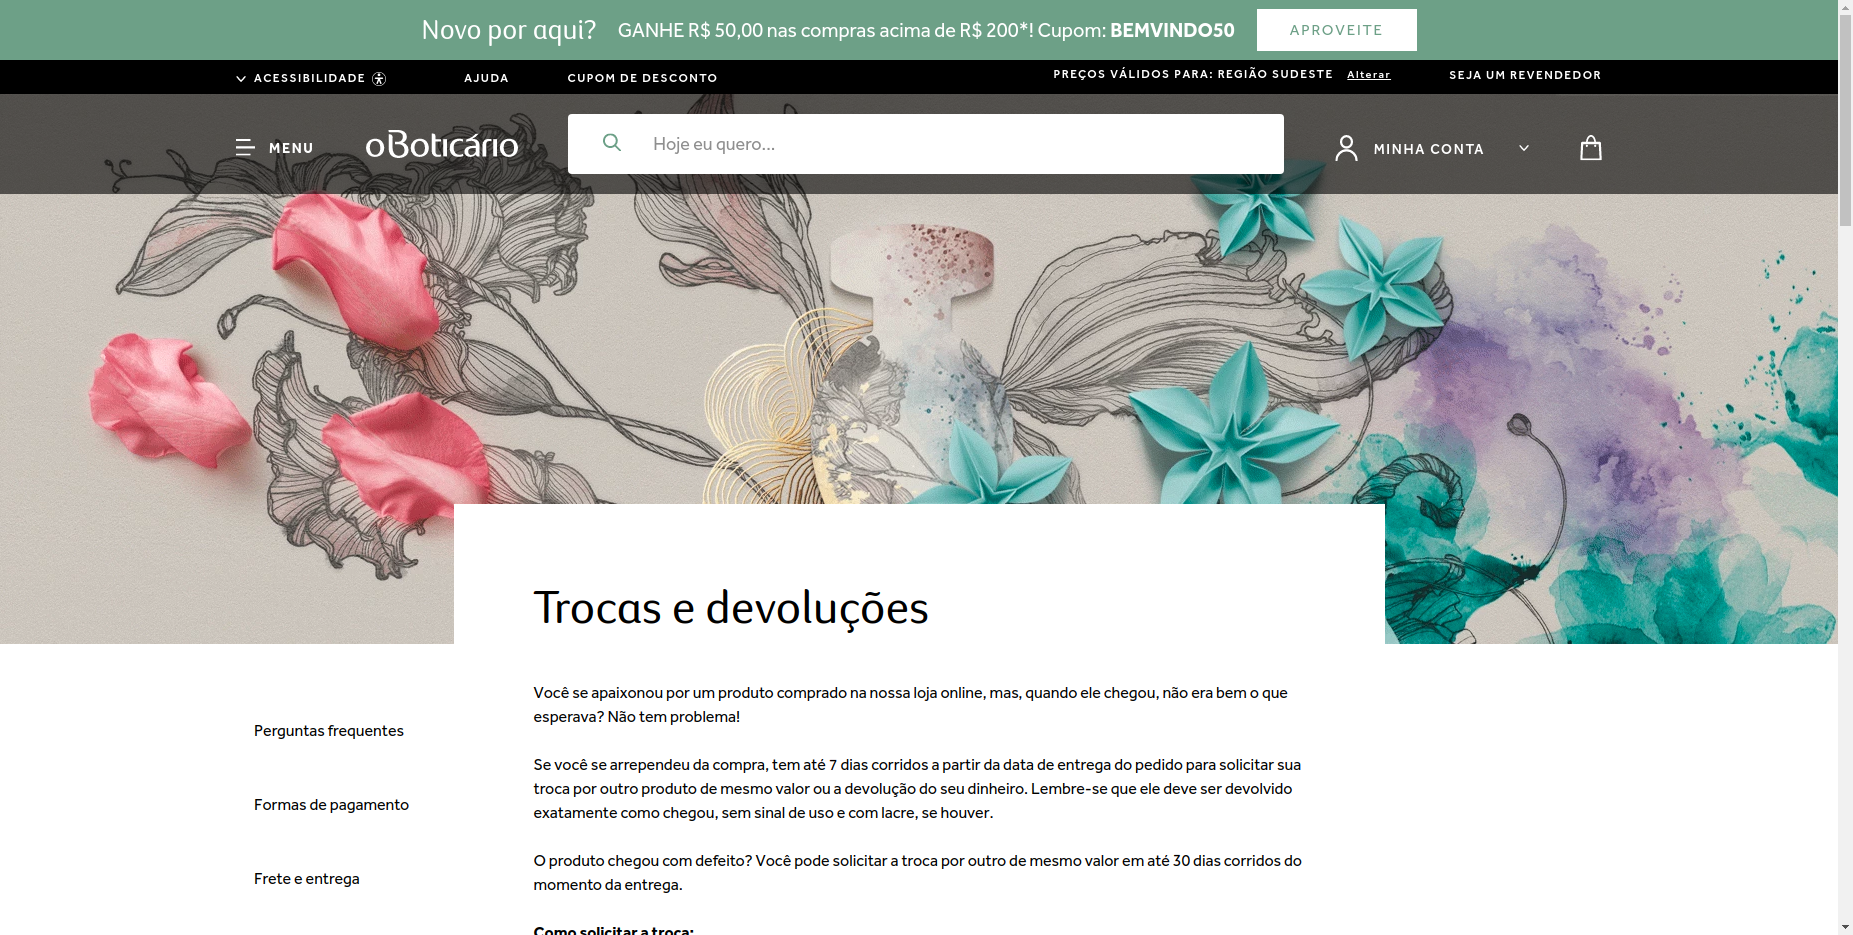 Novo por aqui? GANHE R$ 50,00 nas compras acima de R$ 200*! Cupom: BEMVINDO50 APROVEITE
ACESSIBILIDADE AJUDA CUPOM DE DESCONTO PREÇOS VÁLIDOS PARA: REGIÃO SUDESTE Alterar SEJA UM REVENDEDOR
MENU oBoticário Hoje eu quero... MINHA CONTA
Trocas e devoluções
Você se apaixonou por um produto comprado na nossa loja online, mas, quando ele chegou, não era bem o que
esperava? Não tem problema!
Se você se arrependeu da compra, tem até 7 dias corridos a partir da data de entrega do pedido para solicitar sua
troca por outro produto de mesmo valor ou a devolução do seu dinheiro. Lembre-se que ele deve ser devolvido
exatamente como chegou, sem sinal de uso e com lacre, se houver.
O produto chegou com defeito? Você pode solicitar a troca por outro de mesmo valor em até 30 dias corridos do
momento da entrega.
Como solicitar a troca:
Perguntas frequentes
Formas de pagamento
Frete e entrega